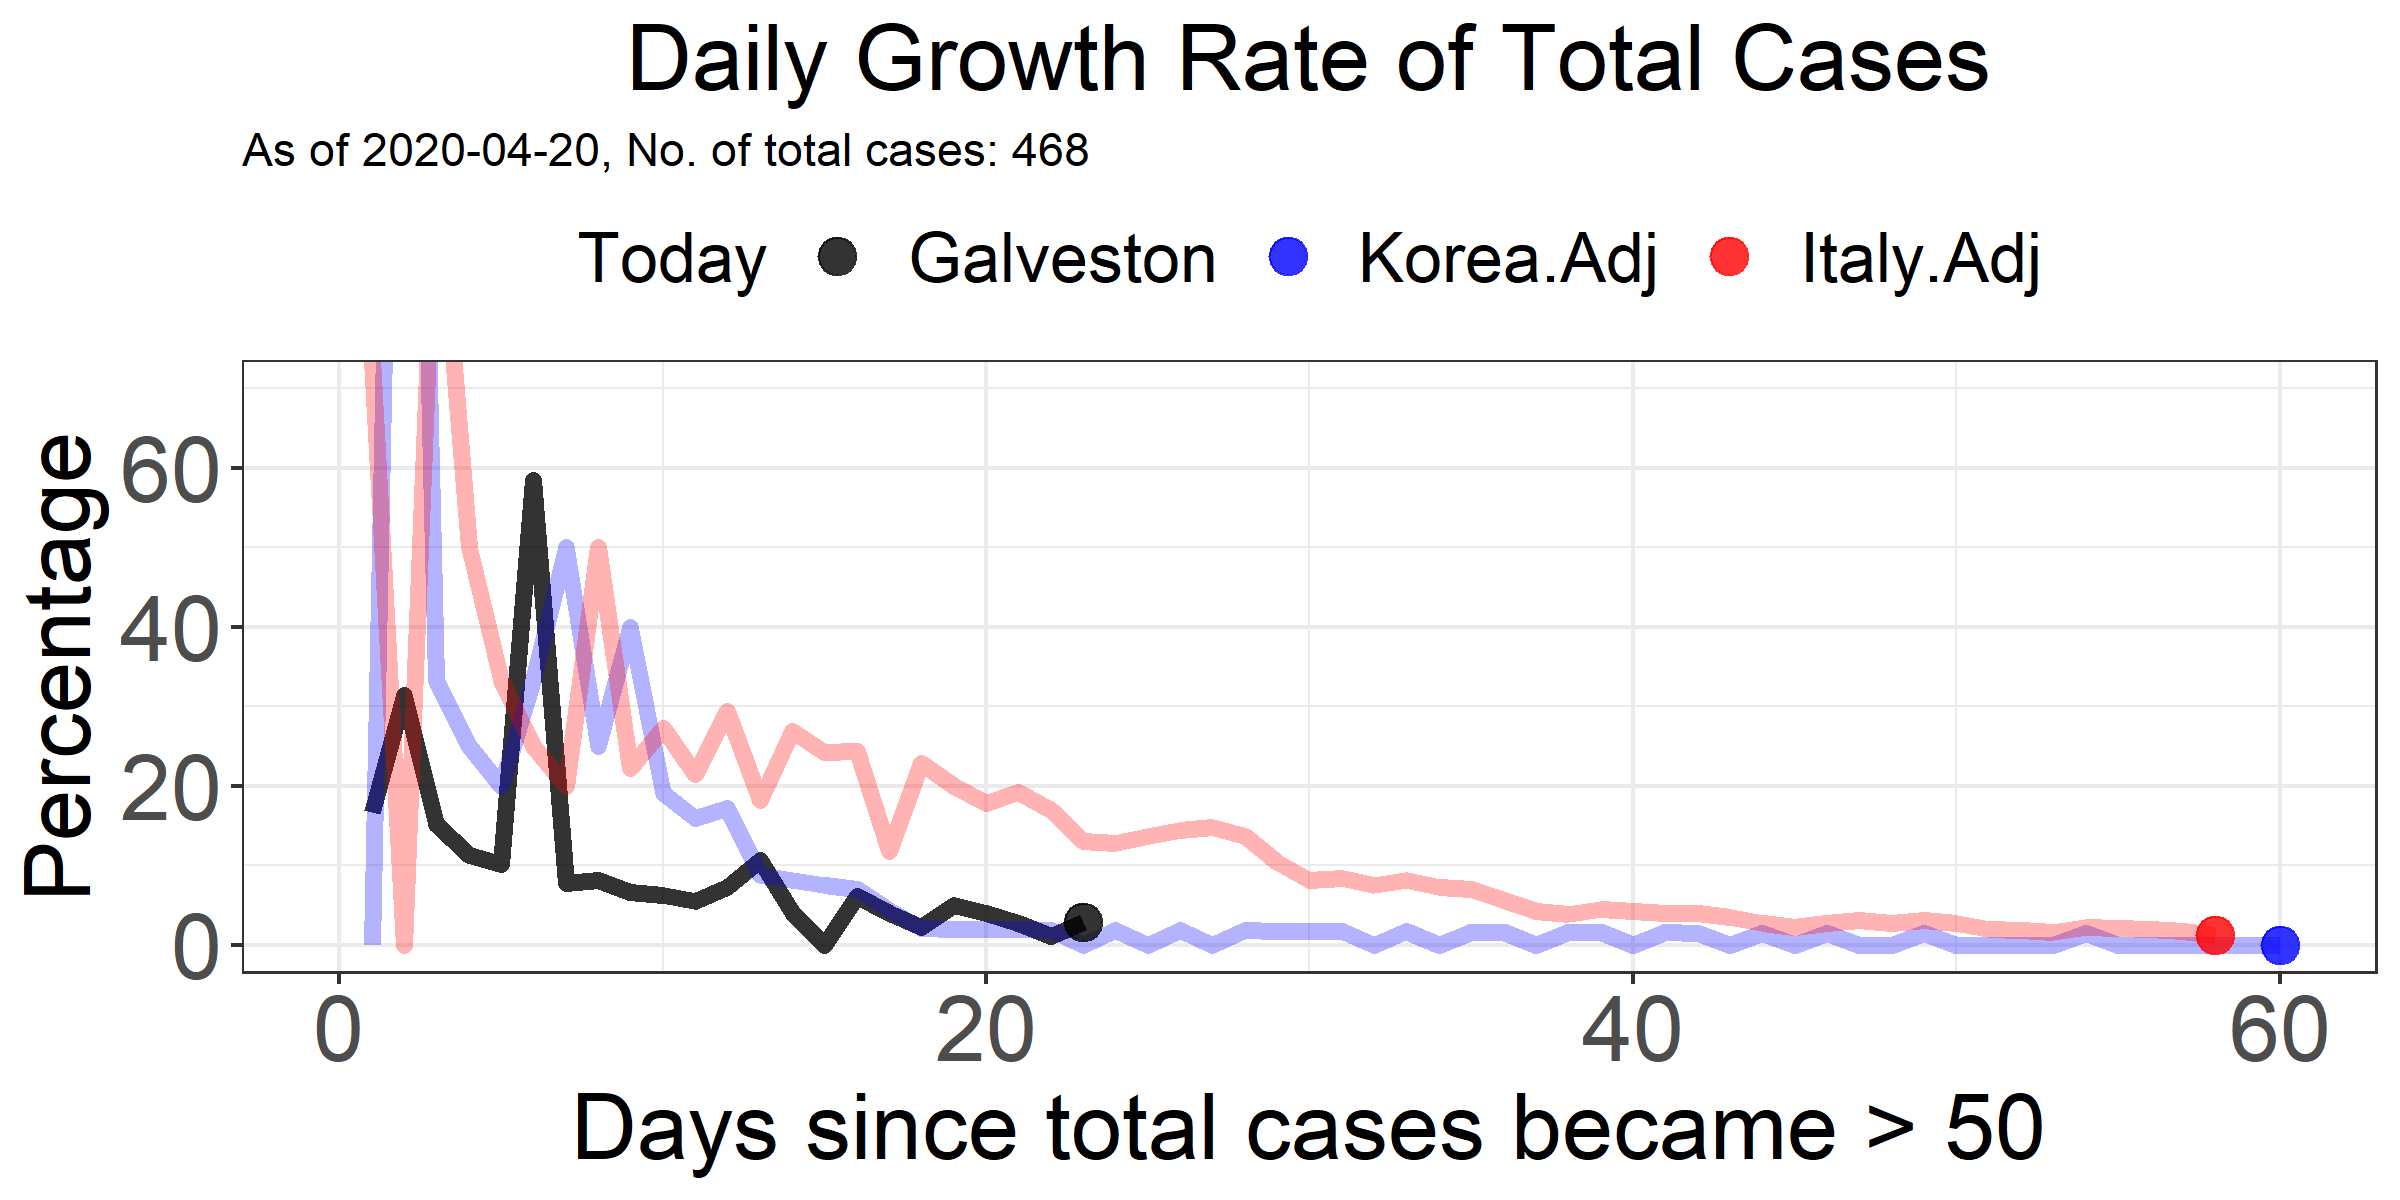 Daily Growth Rate of Total Cases
As of 2020-04-20, No. of total cases: 468
Today Galveston Korea.Adj Italy.Adj
Percentage
60
40
20
0
0 20 40 60
Days since total cases became > 50